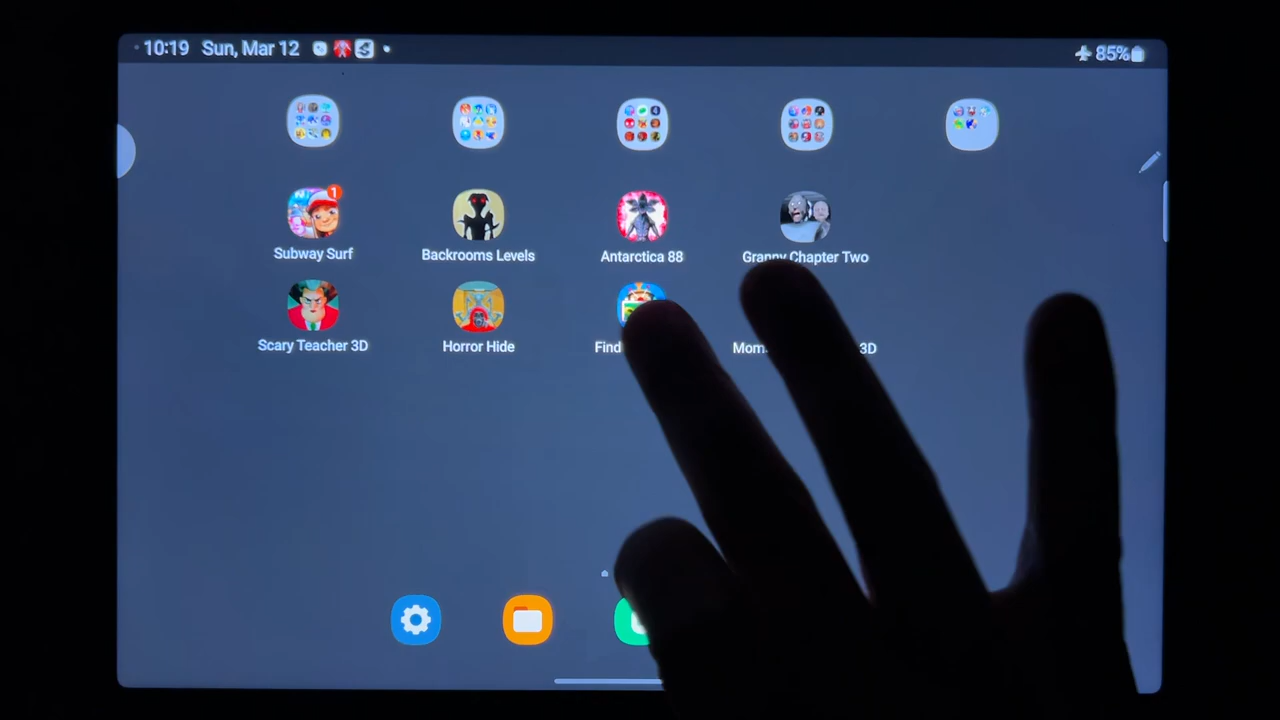 10:19 Sun, Mar 12 85%
1
Subway Surf Backrooms Levels Antarctica 88 Granny Chapter Two
Scary Teacher 3D Horror Hide Find 3D